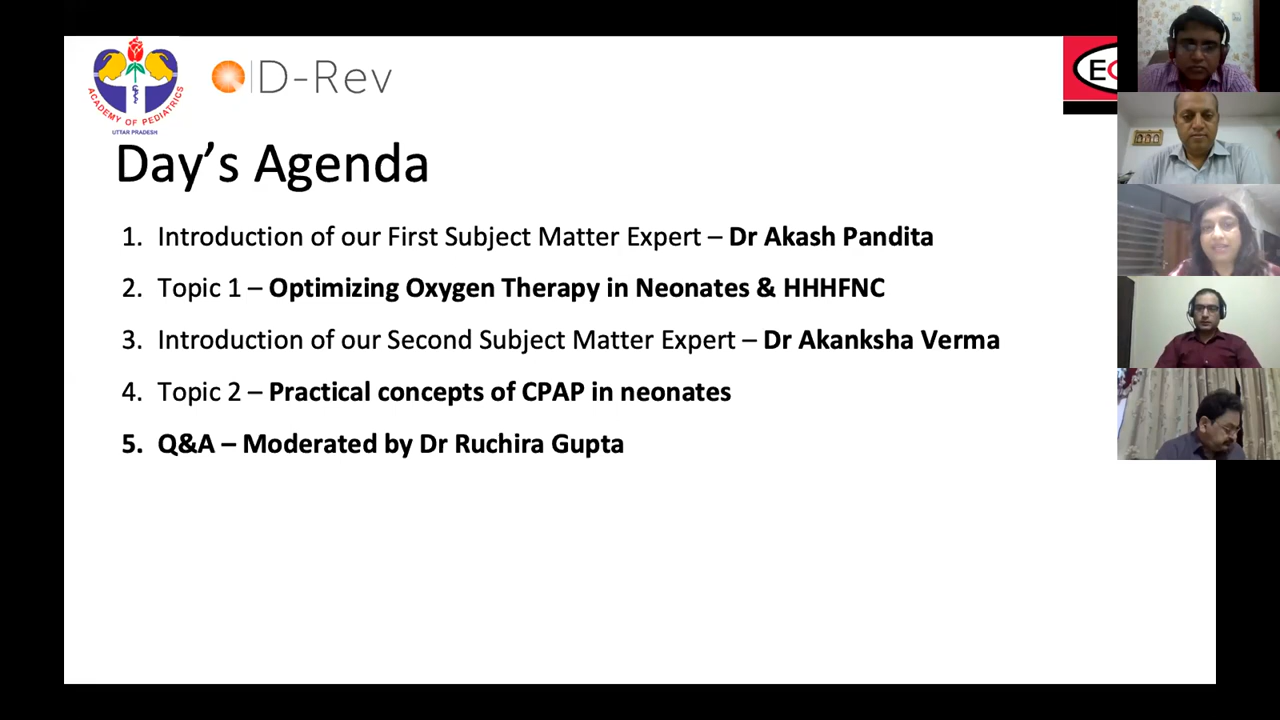 ACADEMY OF PEDIATRICS
UTTAR PRADESH
D-Rev
Day's Agenda
1. Introduction of our First Subject Matter Expert – Dr Akash Pandita
2. Topic 1 – Optimizing Oxygen Therapy in Neonates & HHHFNC
3. Introduction of our Second Subject Matter Expert – Dr Akanksha Verma
4. Topic 2 – Practical concepts of CPAP in neonates
5. Q&A – Moderated by Dr Ruchira Gupta